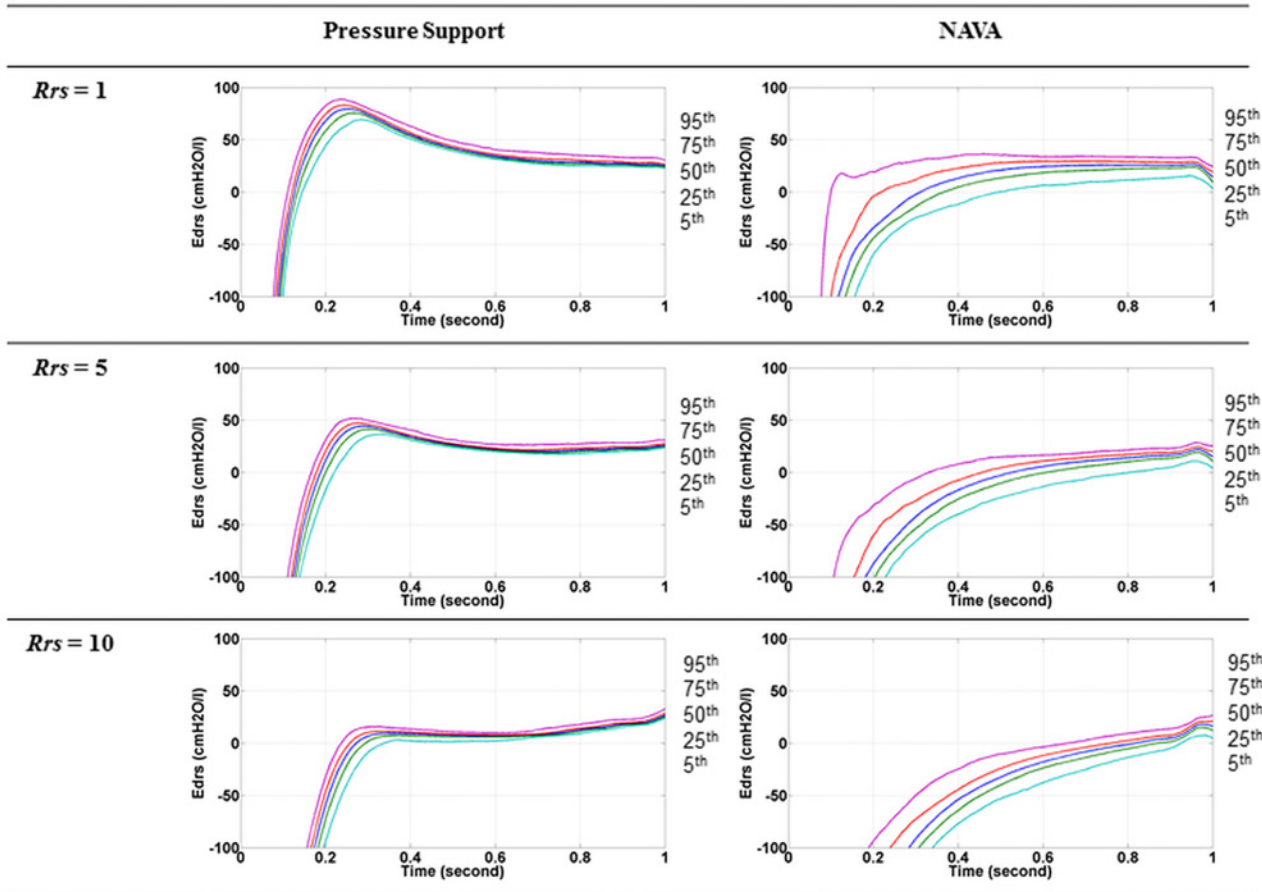 Pressure Support NAVA
Rrs = 1
Edrs (cmH2O/l)
100
50
0
-50
-100
0 0.2 0.4 0.6 0.8 1
Time (second)
95th
75th
50th
25th
5th
Edrs (cmH2O/l)
100
50
0
-50
-100
0 0.2 0.4 0.6 0.8 1
Time (second)
95th
75th
50th
25th
5th
Rrs = 5
Edrs (cmH2O/l)
100
50
0
-50
-100
0 0.2 0.4 0.6 0.8 1
Time (second)
95th
75th
50th
25th
5th
Edrs (cmH2O/l)
100
50
0
-50
-100
0 0.2 0.4 0.6 0.8 1
Time (second)
95th
75th
50th
25th
5th
Rrs = 10
Edrs (cmH2O/l)
100
50
0
-50
-100
0 0.2 0.4 0.6 0.8 1
Time (second)
95th
75th
50th
25th
5th
Edrs (cmH2O/l)
100
50
0
-50
-100
0 0.2 0.4 0.6 0.8 1
Time (second)
95th
75th
50th
25th
5th